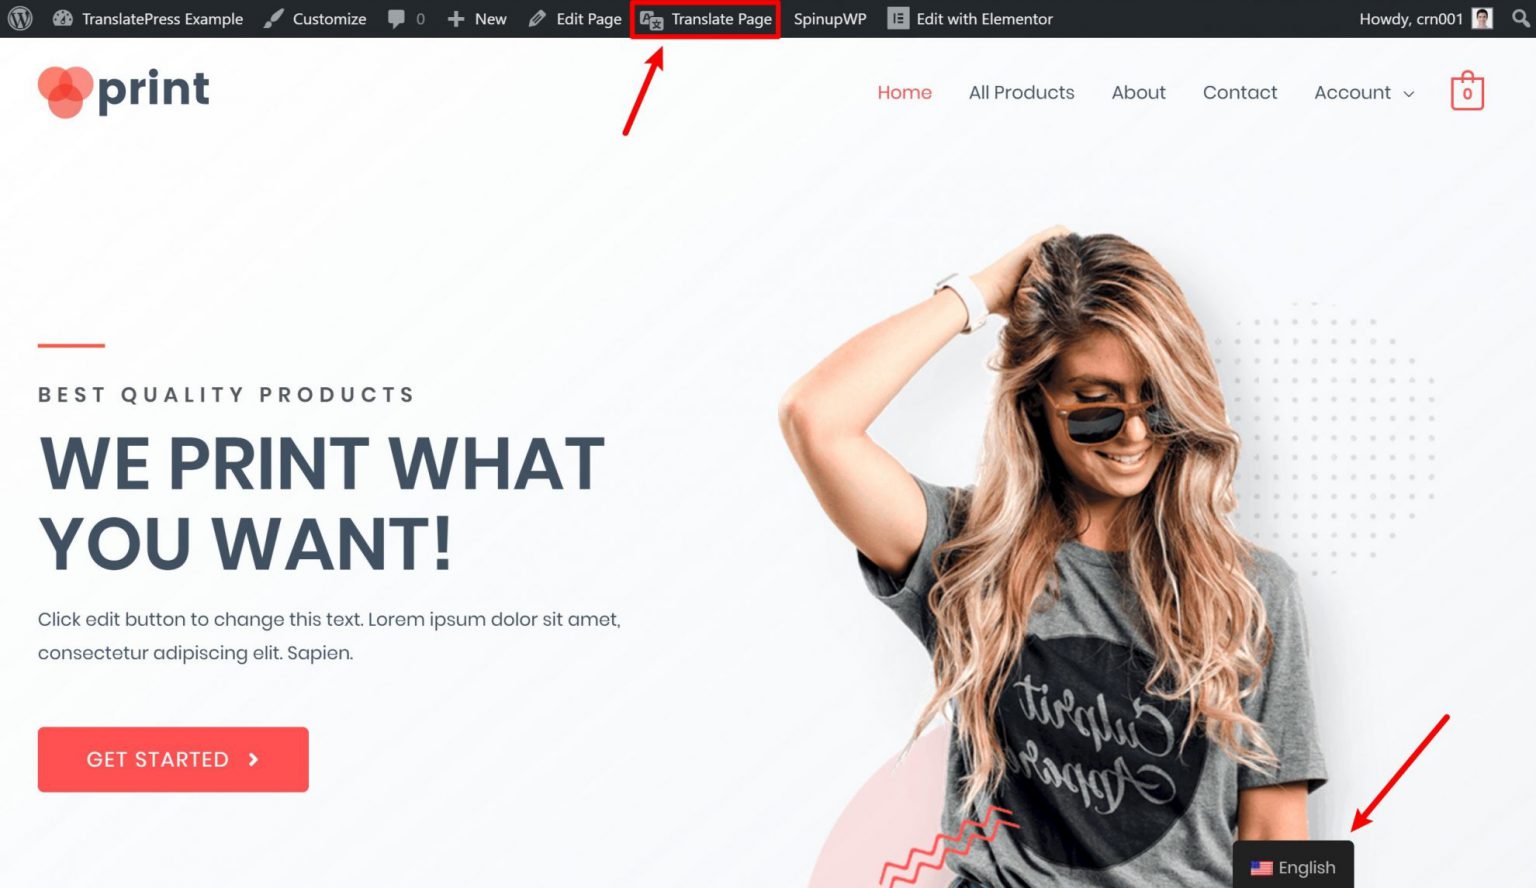 TranslatePress Example Customize 0 New Edit Page Translate Page SpinupWP Edit with Elementor Howdy, crn001
print
Home All Products About Contact Account 0
BEST QUALITY PRODUCTS
WE PRINT WHAT
YOU WANT!
Click edit button to change this text. Lorem ipsum dolor sit amet,
consectetur adipiscing elit. Sapien.
GET STARTED
Culprit
Apparel
English